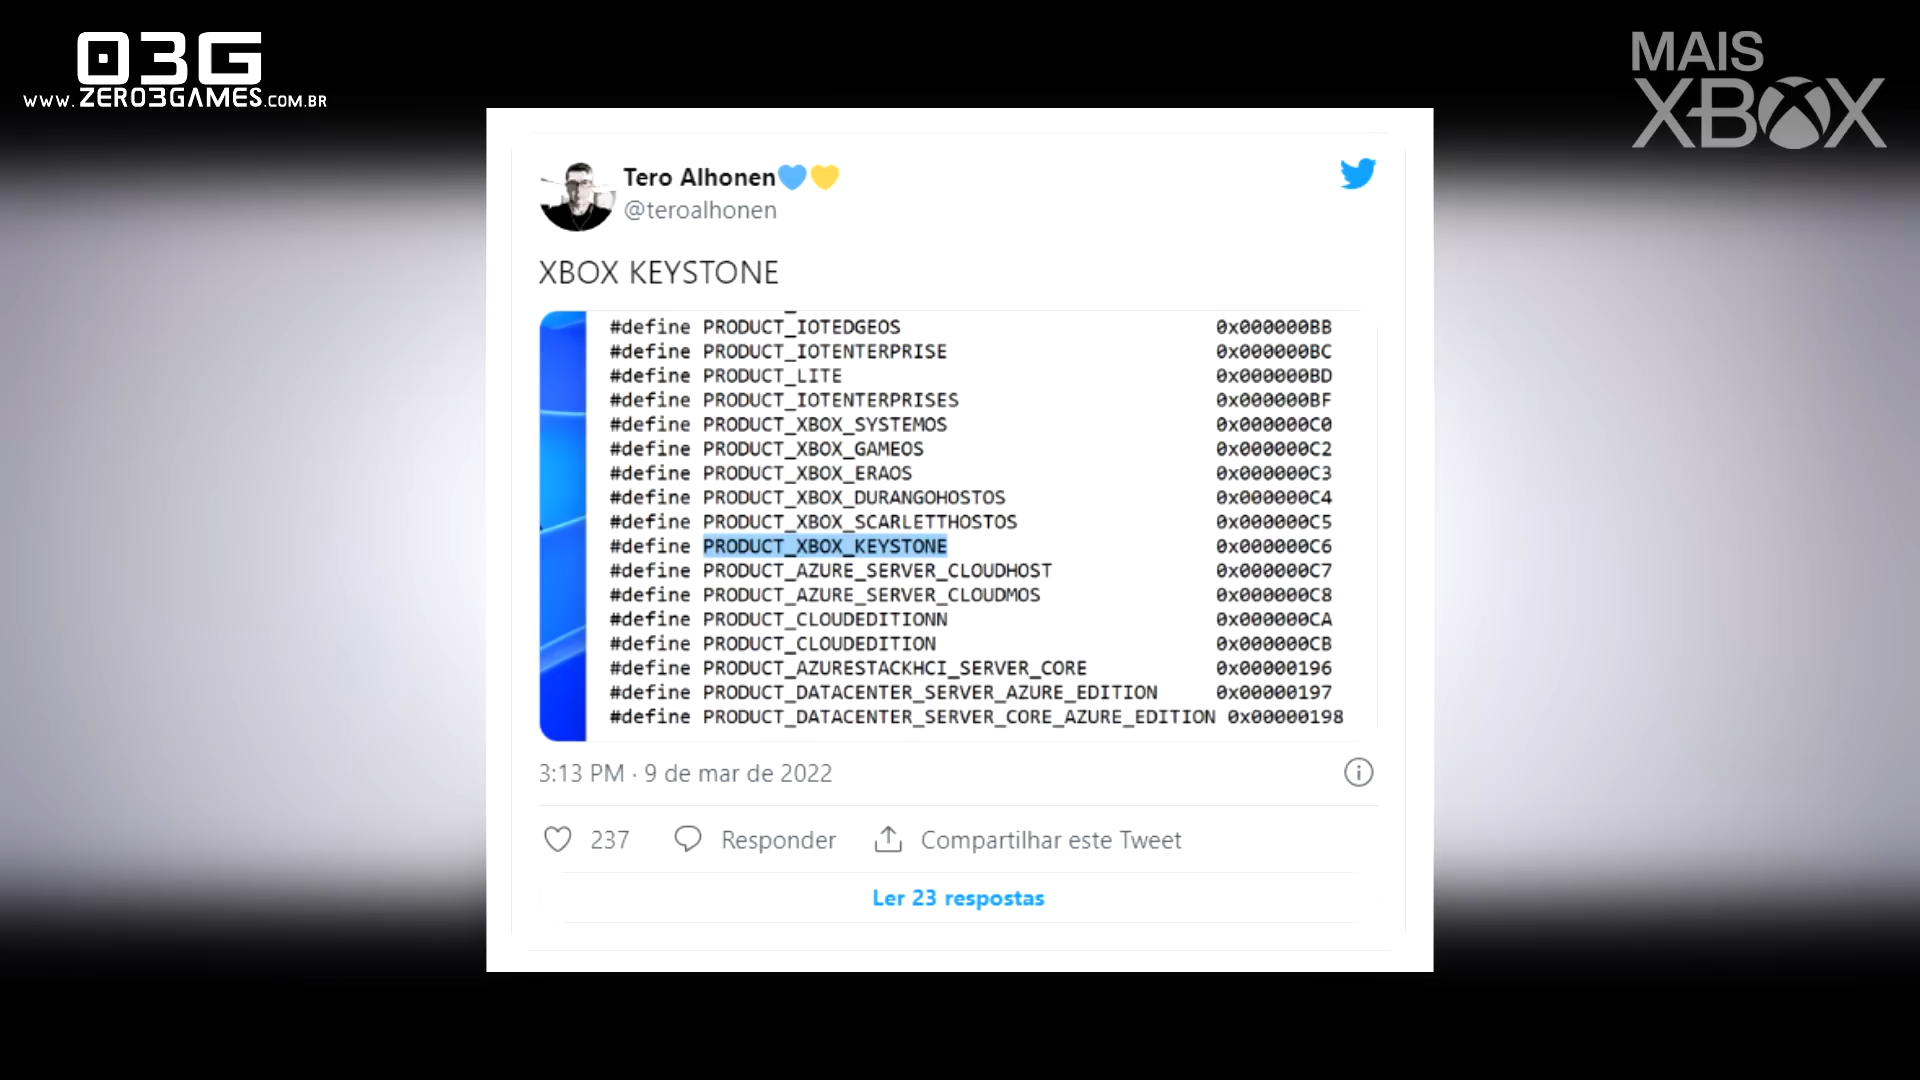 03G
www.ZERO3GAMES.COM.BR
MAIS
XBOX
Tero Alhonen💙💛
@teroalhonen
XBOX KEYSTONE
#define PRODUCT_IOTEDGEOS 0x000000BB
#define PRODUCT_IOTENTERPRISE 0x000000BC
#define PRODUCT_LITE 0x000000BD
#define PRODUCT_IOTENTERPRISES 0x000000BF
#define PRODUCT_XBOX_SYSTEMOS 0x000000C0
#define PRODUCT_XBOX_GAMEOS 0x000000C2
#define PRODUCT_XBOX_ERAOS 0x000000C3
#define PRODUCT_XBOX_DURANGOHOSTOS 0x000000C4
#define PRODUCT_XBOX_SCARLETTHOSTOS 0x000000C5
#define PRODUCT_XBOX_KEYSTONE 0x000000C6
#define PRODUCT_AZURE_SERVER_CLOUDHOST 0x000000C7
#define PRODUCT_AZURE_SERVER_CLOUDMOS 0x000000C8
#define PRODUCT_CLOUDEDITIONN 0x000000CA
#define PRODUCT_CLOUDEDITION 0x000000CB
#define PRODUCT_AZURESTACKHCI_SERVER_CORE 0x00000196
#define PRODUCT_DATACENTER_SERVER_AZURE_EDITION 0x00000197
#define PRODUCT_DATACENTER_SERVER_CORE_AZURE_EDITION 0x00000198
3:13 PM · 9 de mar de 2022
237 Responder Compartilhar este Tweet
Ler 23 respostas